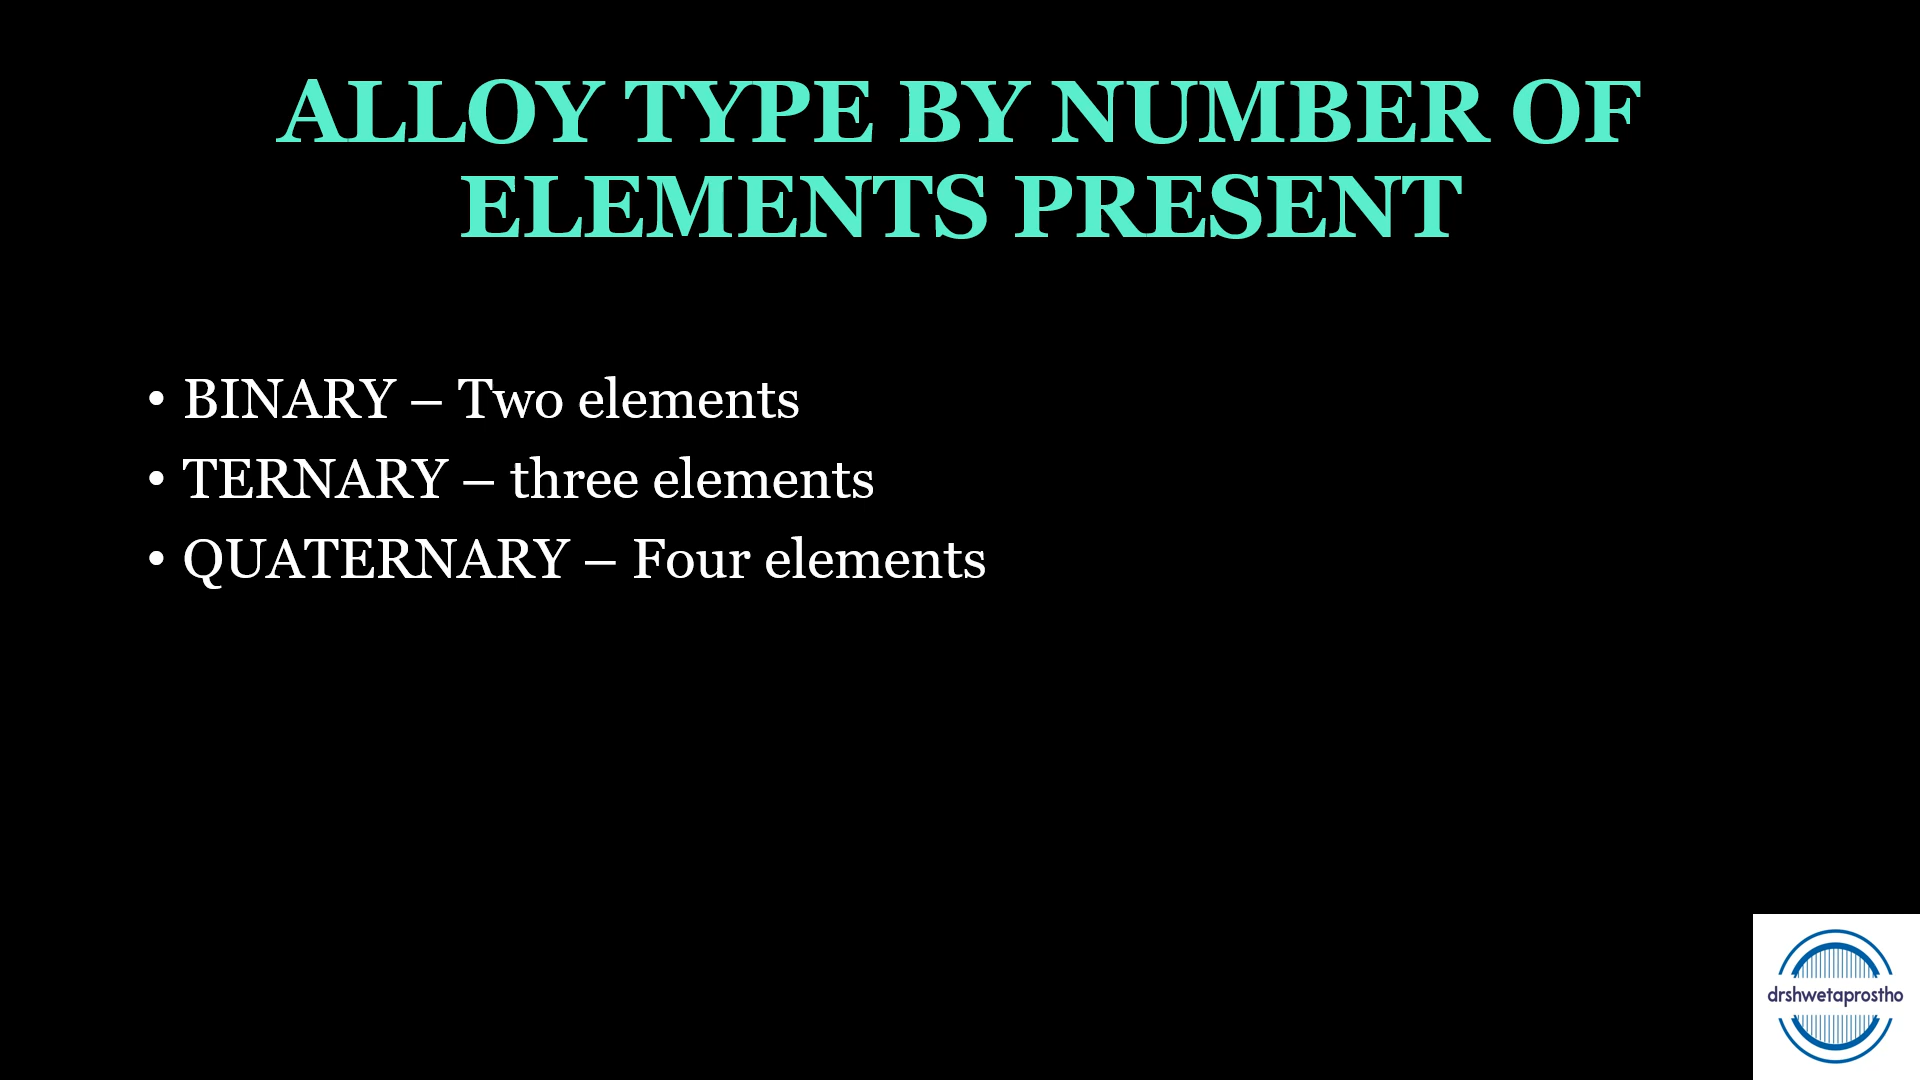 ALLOY TYPE BY NUMBER OF
ELEMENTS PRESENT
• BINARY – Two elements
• TERNARY – three elements
• QUATERNARY – Four elements
drshwetaprostho